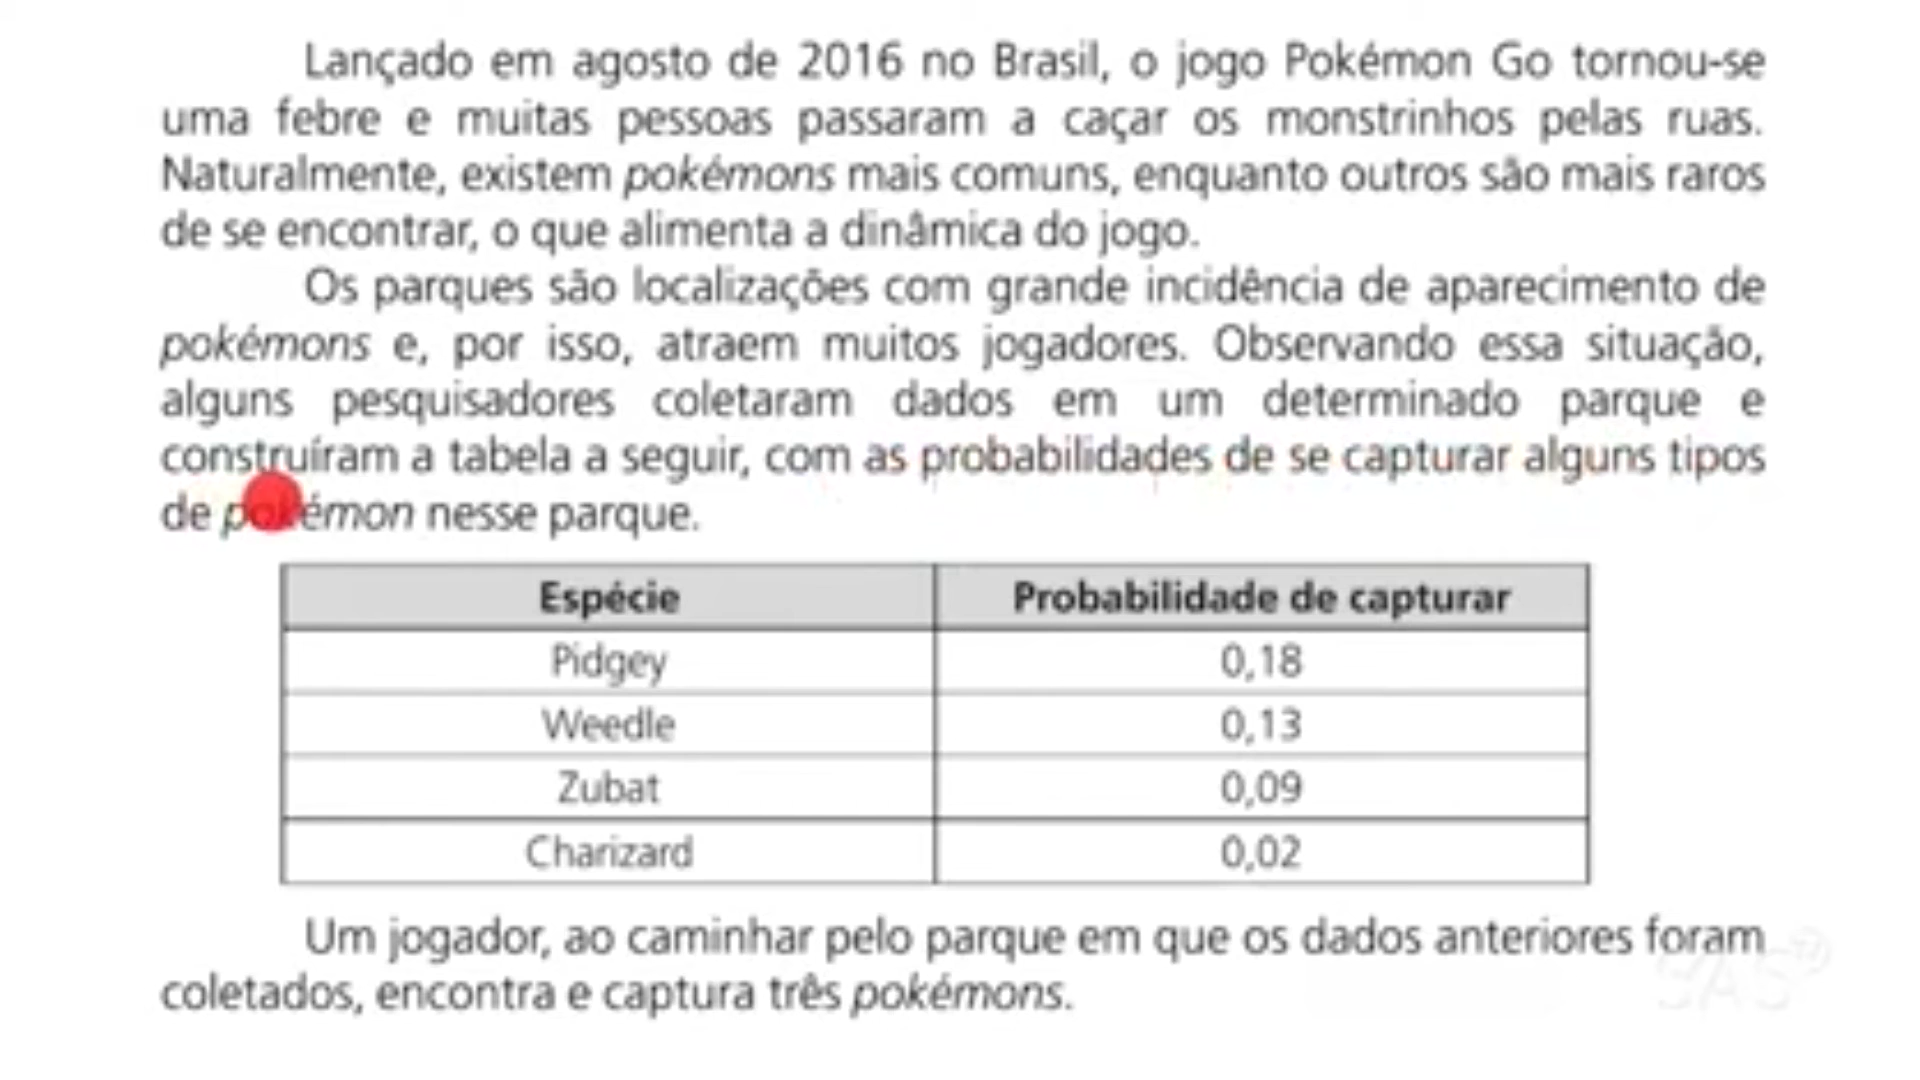 Lançado em agosto de 2016 no Brasil, o jogo Pokémon Go tornou-se
uma febre e muitas pessoas passaram a caçar os monstrinhos pelas ruas.
Naturalmente, existem pokémons mais comuns, enquanto outros são mais raros
de se encontrar, o que alimenta a dinâmica do jogo.
Os parques são localizações com grande incidência de aparecimento de
pokémons e, por isso, atraem muitos jogadores. Observando essa situação,
alguns pesquisadores coletaram dados em um determinado parque e
construíram a tabela a seguir, com as probabilidades de se capturar alguns tipos
de pokémon nesse parque.
Espécie Probabilidade de capturar
Pidgey 0,18
Weedle 0,13
Zubat 0,09
Charizard 0,02
Um jogador, ao caminhar pelo parque em que os dados anteriores foram
coletados, encontra e captura três pokémons.
SAS